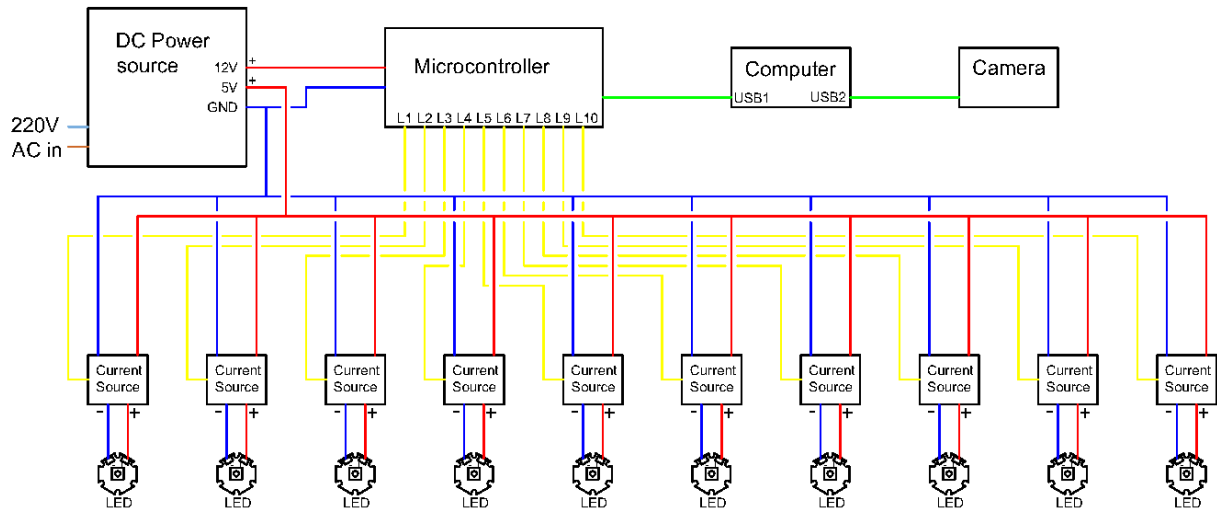 DC Power
source
12V
+
5V
+
GND
220V
AC in
Microcontroller
L1 L2 L3 L4 L5 L6 L7 L8 L9 L10
Computer
USB1 USB2
Camera
Current
Source
Current
Source
Current
Source
Current
Source
Current
Source
Current
Source
Current
Source
Current
Source
Current
Source
Current
Source
- + - + - + - + - + - + - + - + - + - +
LED LED LED LED LED LED LED LED LED LED